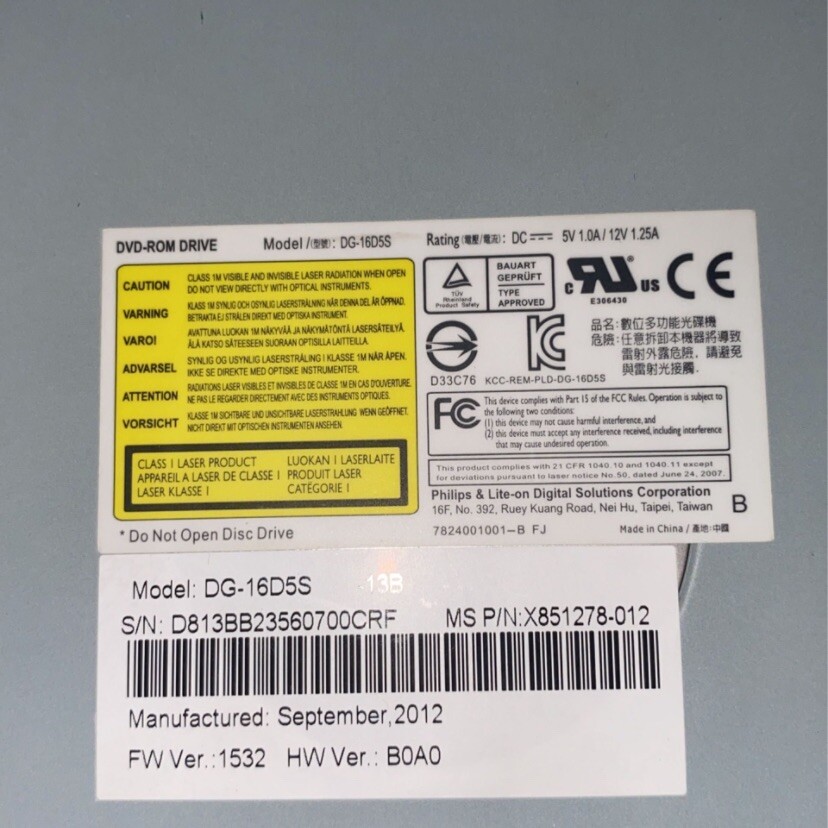 DVD-ROM DRIVE Model /(型號): DG-16D5S Rating(電壓/電流): DC 5V 1.0A / 12V 1.25A
CAUTION CLASS 1M VISIBLE AND INVISIBLE LASER RADIATION WHEN OPEN
DO NOT VIEW DIRECTLY WITH OPTICAL INSTRUMENTS.
VARNING KLASS 1M SYNLIG OCH OSYNLIG LASERSTRÅLNING NÄR DENNA DEL ÄR ÖPPNAD.
BETRAKTA EJ STRÅLEN DIREKT MED OPTISKA INSTRUMENT.
VAROI AVATTUNA LUOKAN 1M NÄKYVÄÄ JA NÄKYMÄTÖNTÄ LASERSÄTEILYÄ.
ÄLÄ KATSO SÄTEESEEN SUORAAN OPTISILLA LAITTEILLA.
ADVARSEL SYNLIG OG USYNLIG LASERSTRÅLING I KLASSE 1M NÅR ÅPEN.
IKKE SE DIREKTE MED OPTISKE INSTRUMENTER.
ATTENTION RADIATIONS LASER VISIBLES ET INVISIBLES DE CLASSE 1M EN CAS D'OUVERTURE.
NE PAS LE REGARDER DIRECTEMENT AVEC DES INSTRUMENTS OPTIQUES.
VORSICHT KLASSE 1M SICHTBARE UND UNSICHTBARE LASERSTRAHLUNG WENN GEÖFFNET.
NICHT DIREKT MIT OPTISCHEN INSTRUMENTEN ANSEHEN.
CLASS I LASER PRODUCT LUOKAN I LASERLAITE
APPAREIL A LASER DE CLASSE I PRODUIT LASER
LASER KLASSE I CATÉGORIE I
* Do Not Open Disc Drive
TÜV
Rheinland
Product Safety
BAUART
GEPRÜFT
TYPE
APPROVED
c RU US CE
E306430
D33C76 KCC-REM-PLD-DG-16D5S
品名: 數位多功能光碟機
危險: 任意拆卸本機器將導致
雷射外露危險, 請避免
與雷射光接觸.
FC This device complies with Part 15 of the FCC Rules. Operation is subject to
the following two conditions:
(1) this device may not cause harmful interference, and
(2) this device must accept any interference received, including interference
that may cause undesired operation.
This product complies with 21 CFR 1040.10 and 1040.11 except
for deviations pursuant to laser notice No.50, dated June 24, 2007.
Philips & Lite-on Digital Solutions Corporation
16F, No. 392, Ruey Kuang Road, Nei Hu, Taipei, Taiwan B
7824001001-B FJ Made in China / 產地:中國
Model: DG-16D5S -13B
S/N: D813BB23560700CRF MS P/N:X851278-012
Manufactured: September,2012
FW Ver.:1532 HW Ver.: B0A0